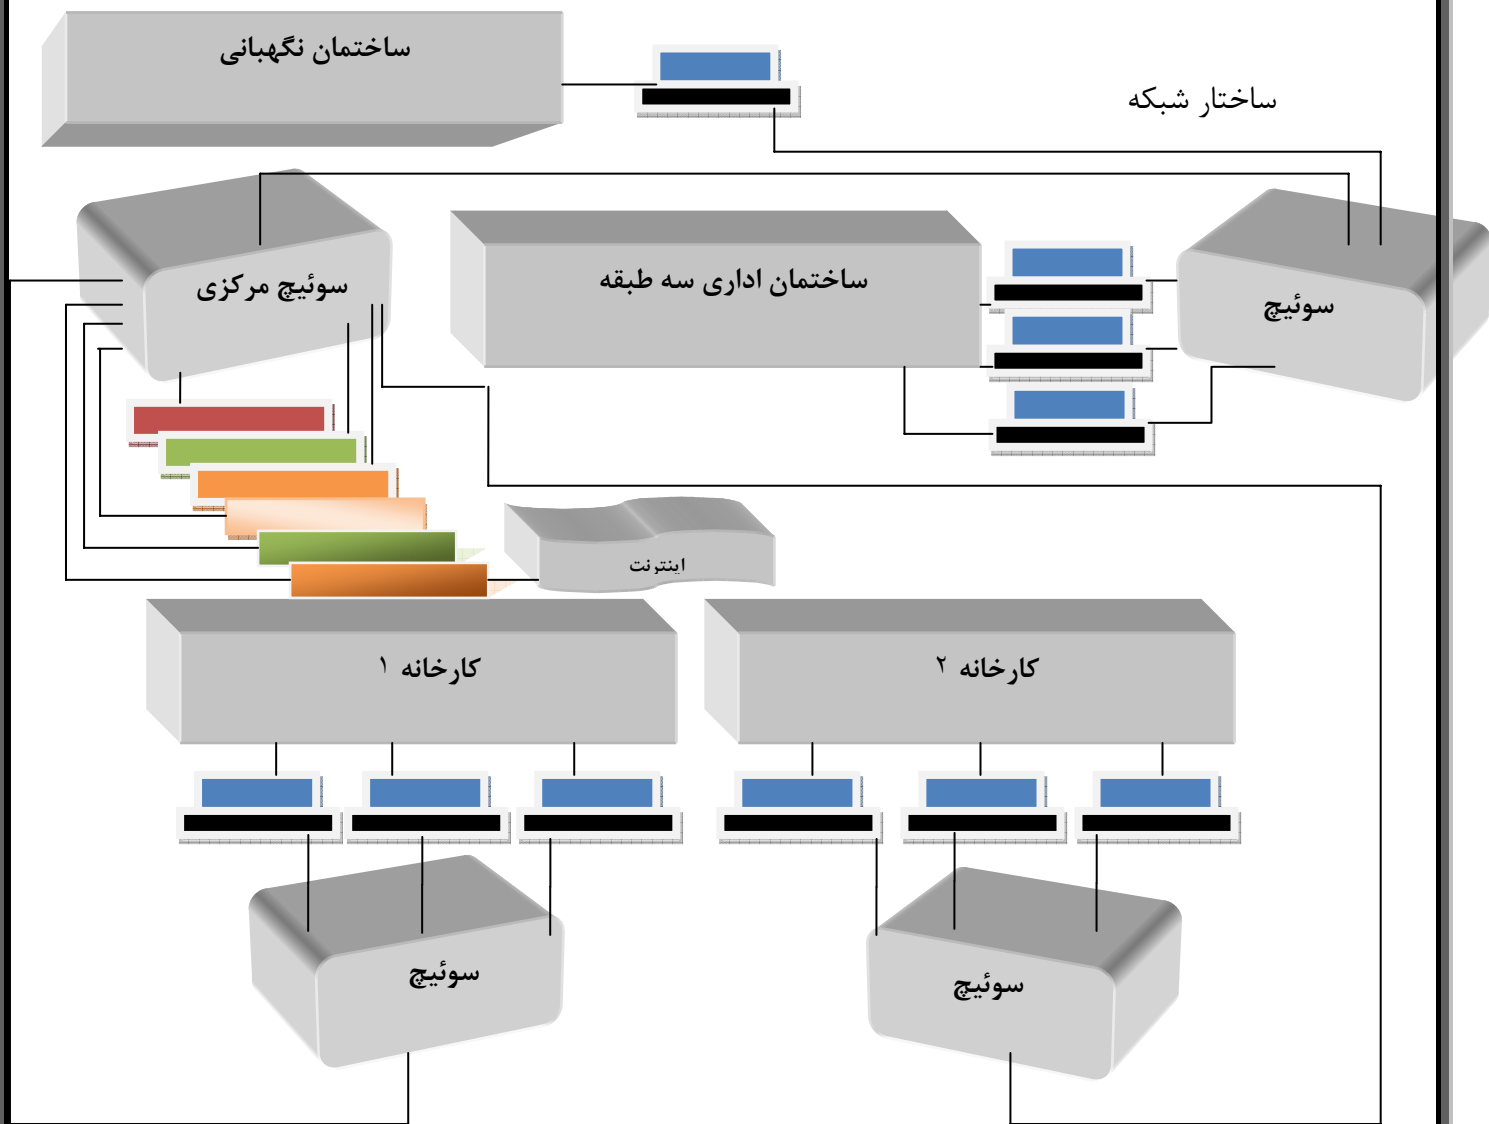 ساختمان نگهبانی
ساختار شبکه
سوئیچ مرکزی
ساختمان اداری سه طبقه
سوئیچ
اینترنت
کارخانه ۱
کارخانه ۲
سوئیچ
سوئیچ